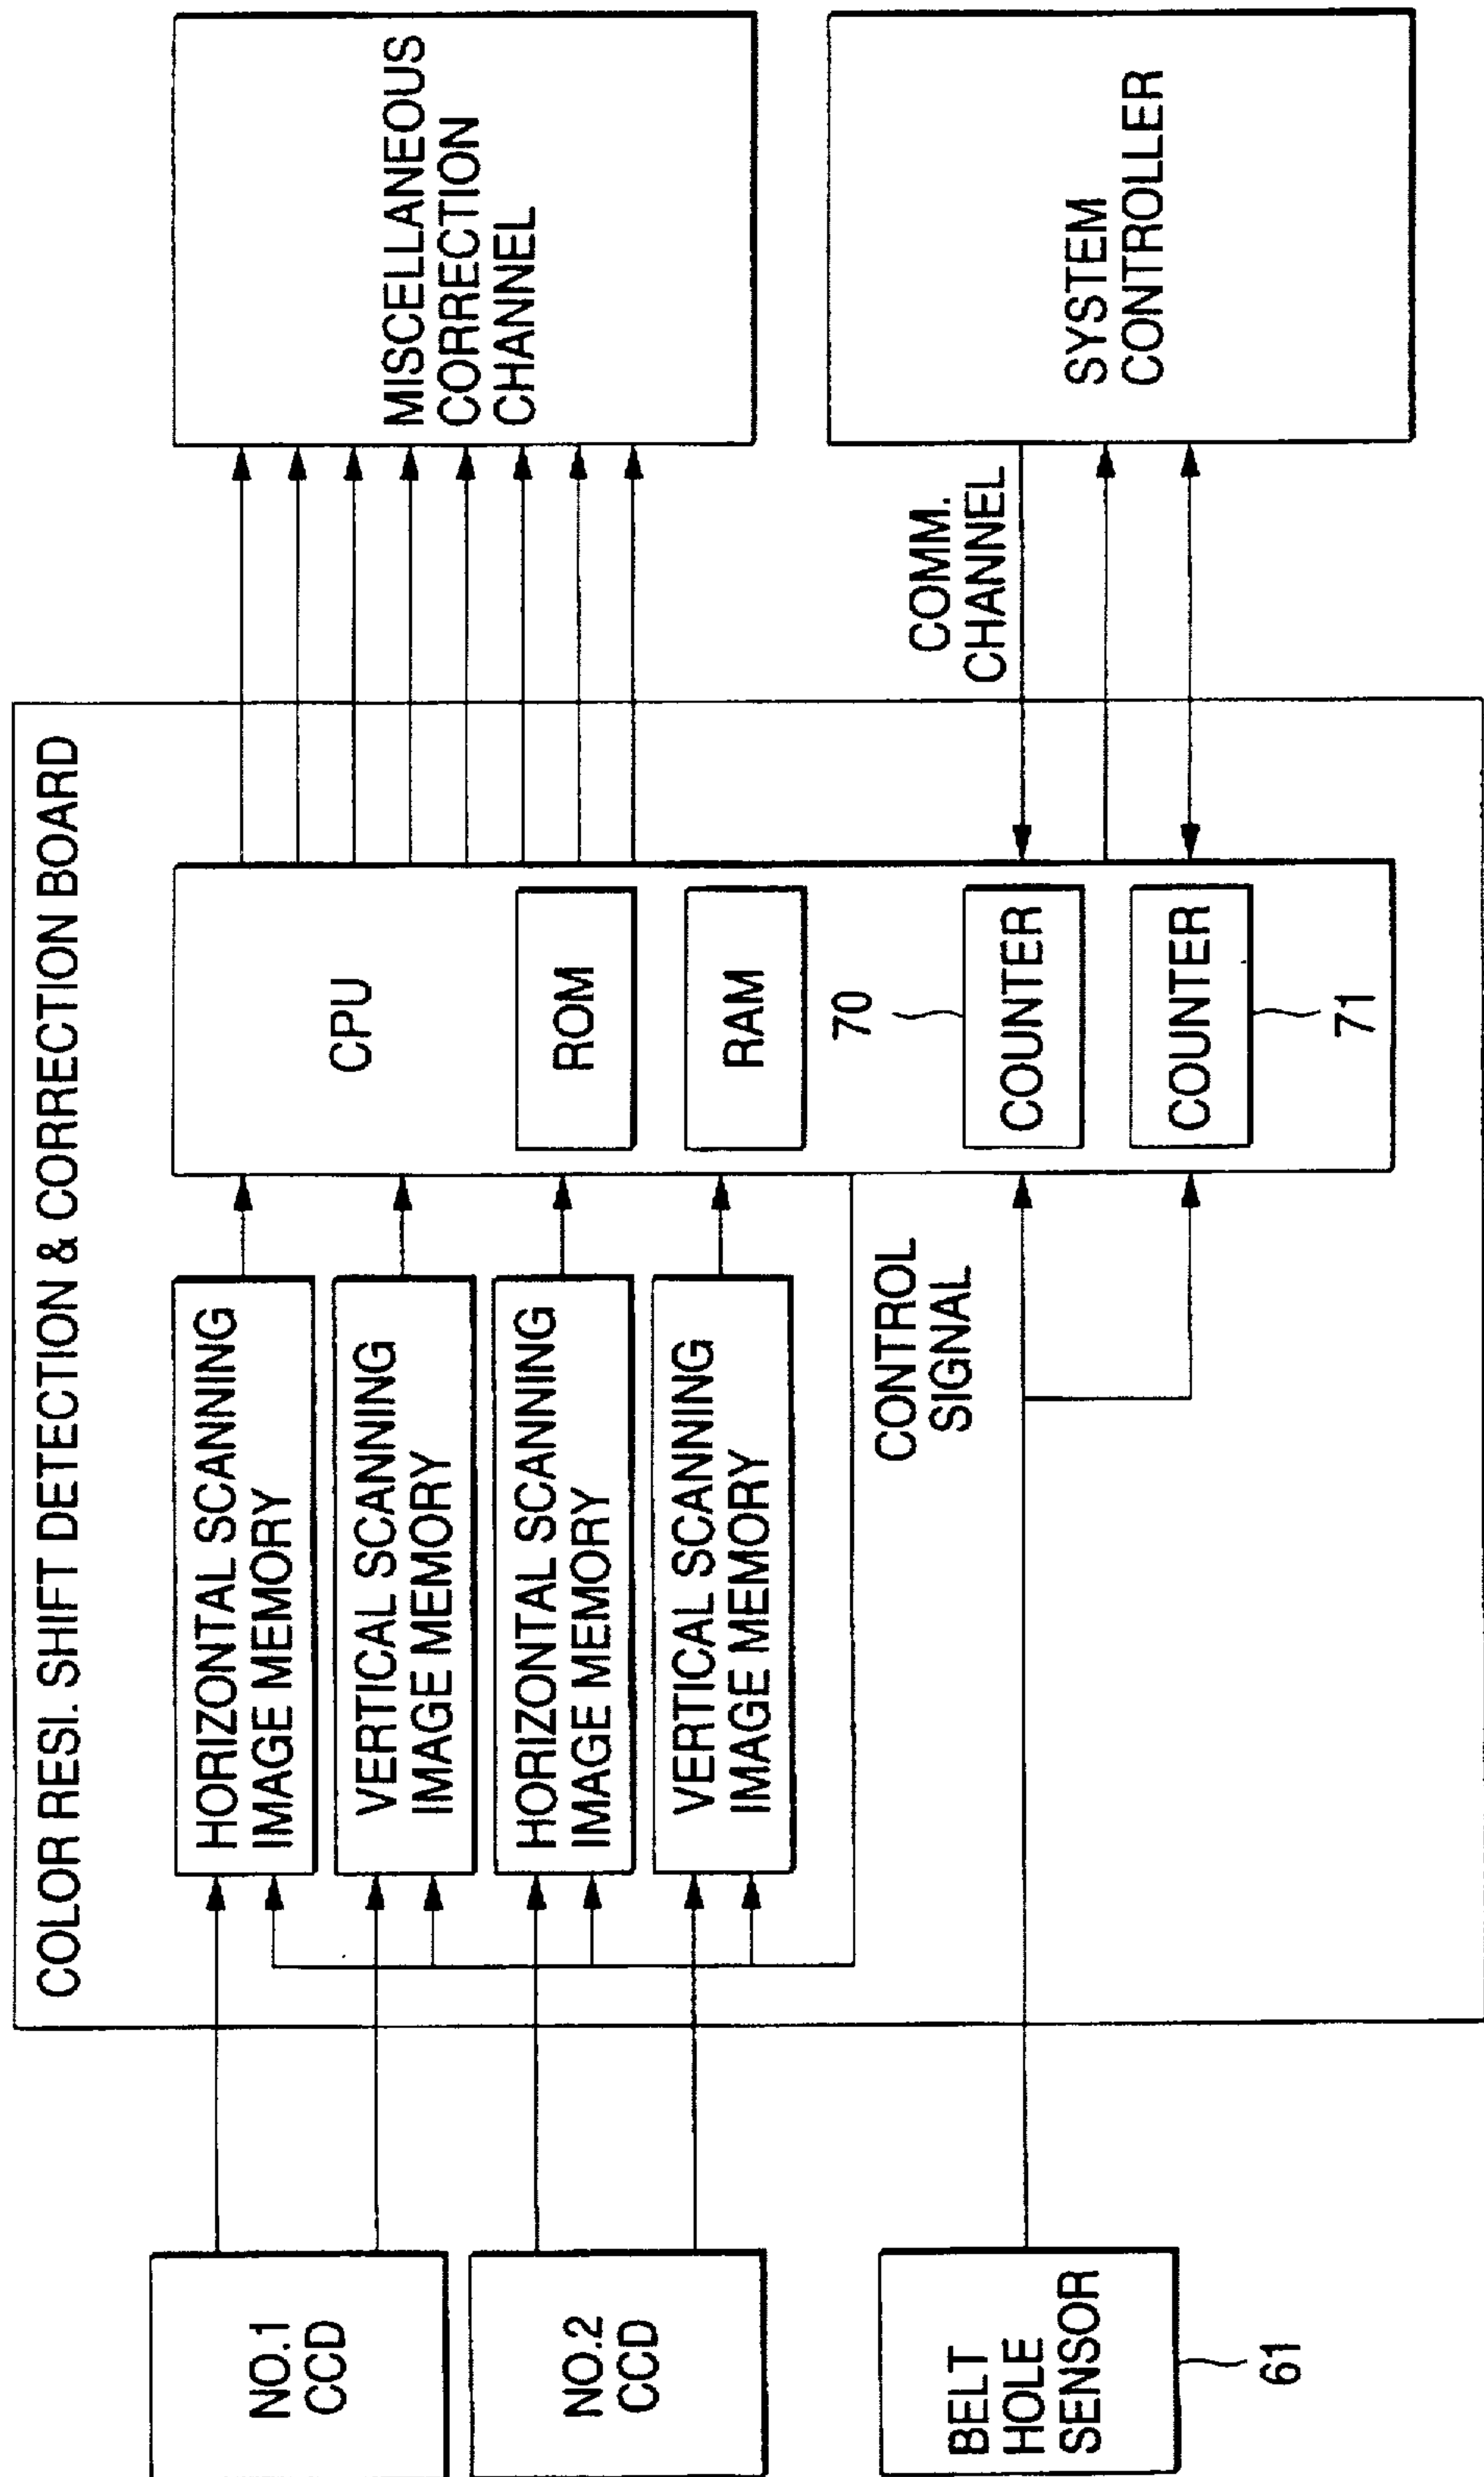 COLOR RESI. SHIFT DETECTION & CORRECTION BOARD
NO.1
CCD
NO.2
CCD
BELT
HOLE
SENSOR
61
HORIZONTAL SCANNING
IMAGE MEMORY
VERTICAL SCANNING
IMAGE MEMORY
HORIZONTAL SCANNING
IMAGE MEMORY
VERTICAL SCANNING
IMAGE MEMORY
CONTROL
SIGNAL
CPU
ROM
RAM
70
COUNTER
COUNTER
71
COMM.
CHANNEL
MISCELLANEOUS
CORRECTION
CHANNEL
SYSTEM
CONTROLLER